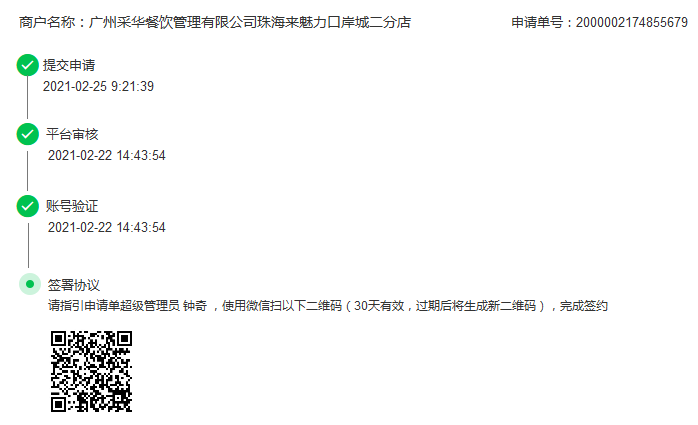 商户名称：广州采华餐饮管理有限公司珠海来魅力口岸城二分店 申请单号：2000002174855679
提交申请
2021-02-25 9:21:39
平台审核
2021-02-22 14:43:54
账号验证
2021-02-22 14:43:54
签署协议
请指引申请单超级管理员 钟奇 ，使用微信扫以下二维码（30天有效，过期后将生成新二维码），完成签约